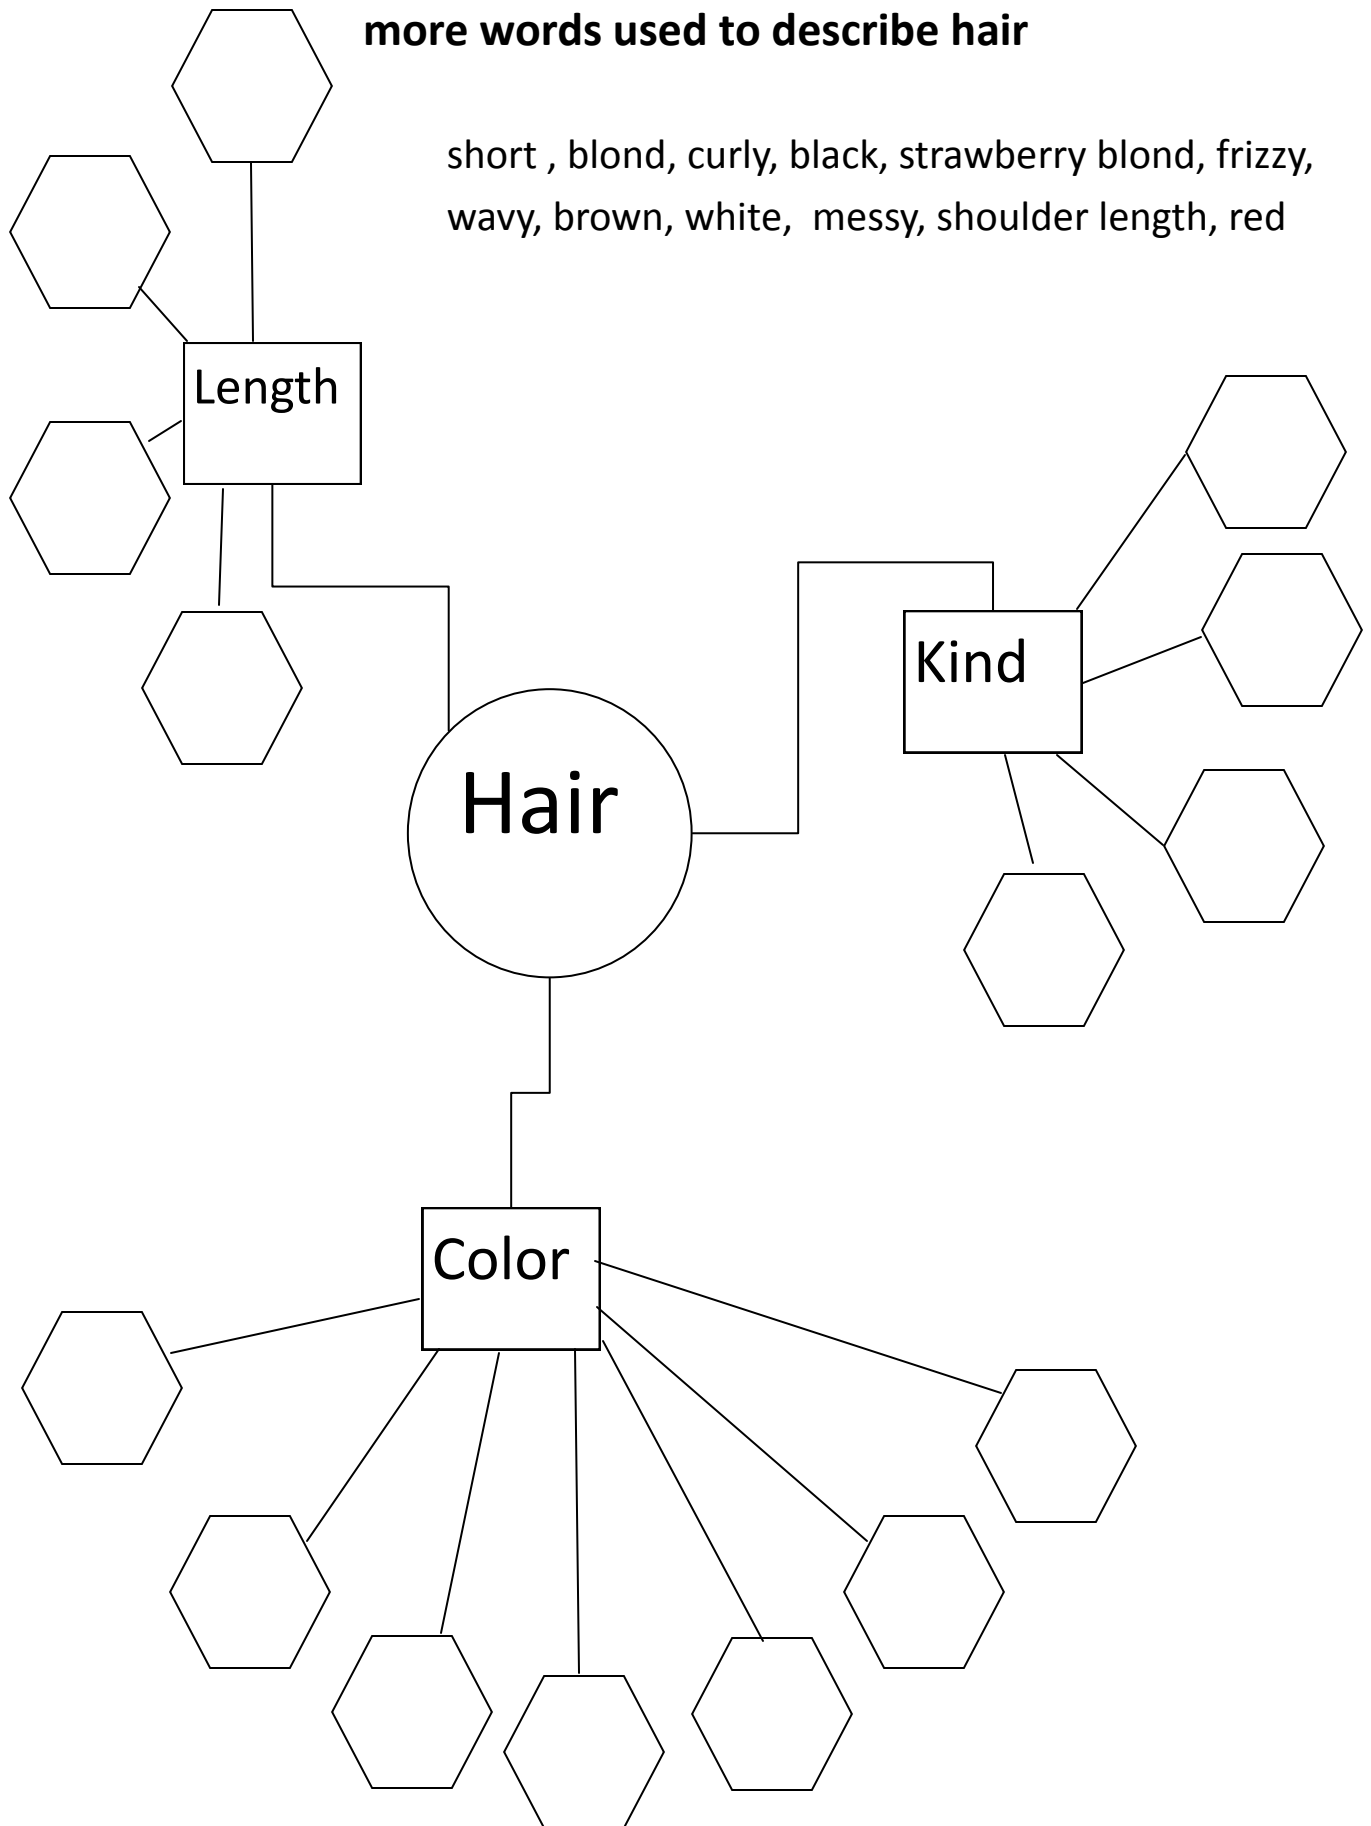 more words used to describe hair
short , blond, curly, black, strawberry blond, frizzy,
wavy, brown, white,  messy, shoulder length, red
Length
Kind
Hair
Color